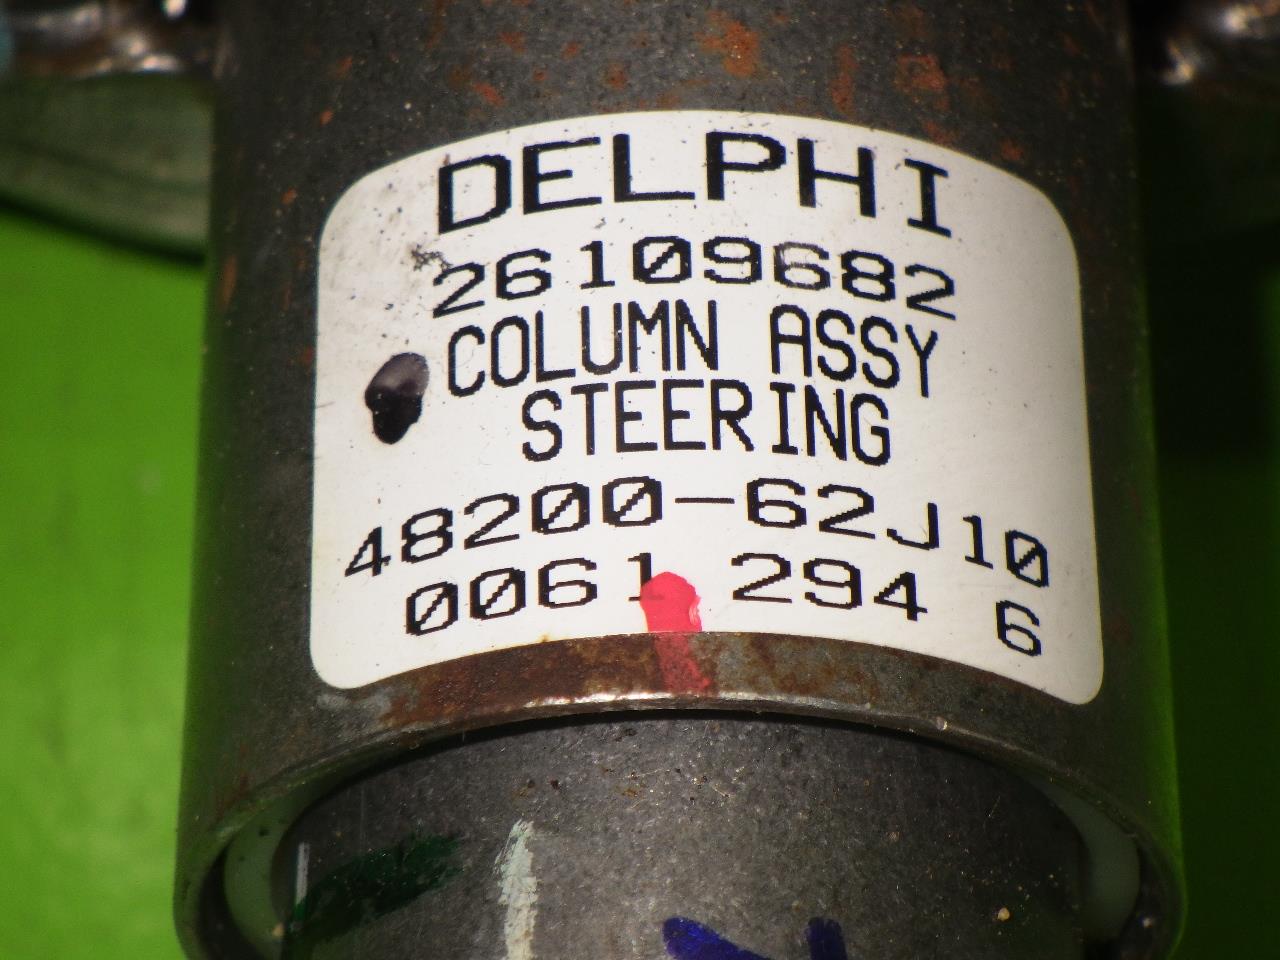 DELPHI
26109682
COLUMN ASSY
STEERING
48200-62J10
0061 294 6